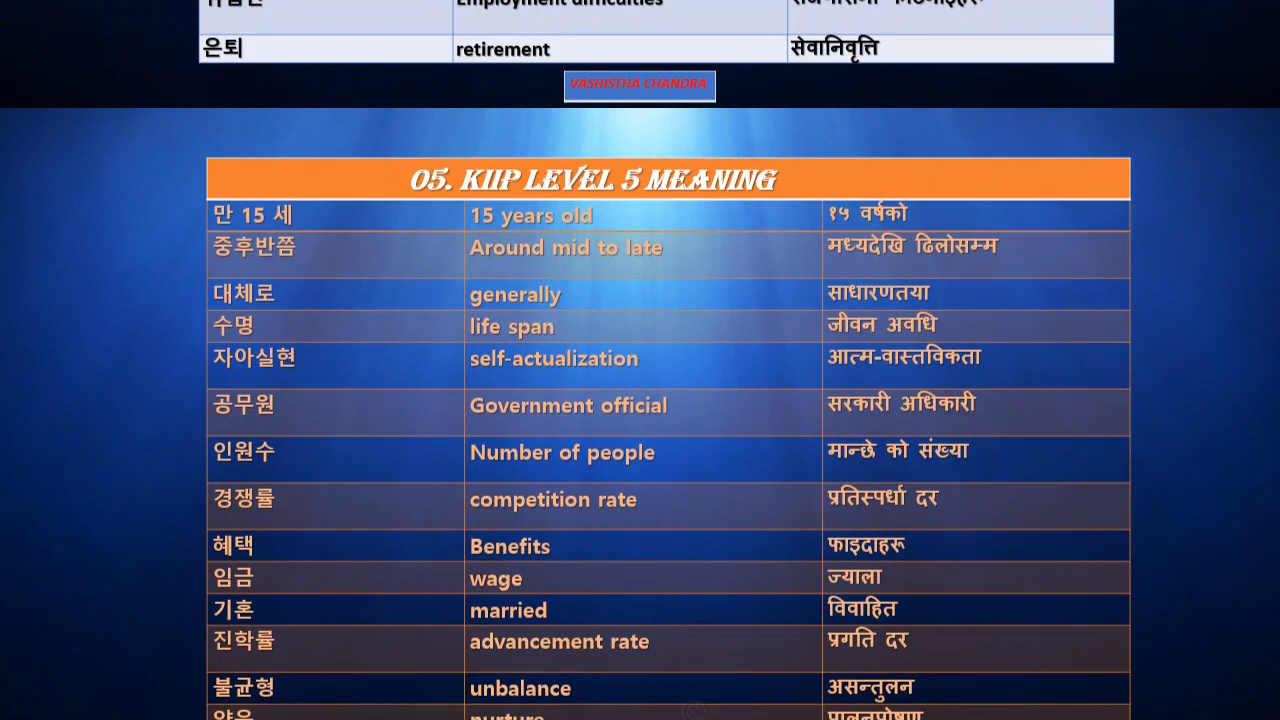 Employment difficulties
은퇴 retirement सेवानिवृत्ति
VASHISTHA CHANDRA
05. KIIP LEVEL 5 MEANING
만 15 세 15 years old १५ वर्षको
중후반쯤 Around mid to late मध्यदेखि ढिलोसम्म
대체로 generally साधारणतया
수명 life span जीवन अवधि
자아실현 self-actualization आत्म-वास्तविकता
공무원 Government official सरकारी अधिकारी
인원수 Number of people मान्छे को संख्या
경쟁률 competition rate प्रतिस्पर्धा दर
혜택 Benefits फाइदाहरू
임금 wage ज्याला
기혼 married विवाहित
진학률 advancement rate प्रगति दर
불균형 unbalance असन्तुलन
nurture